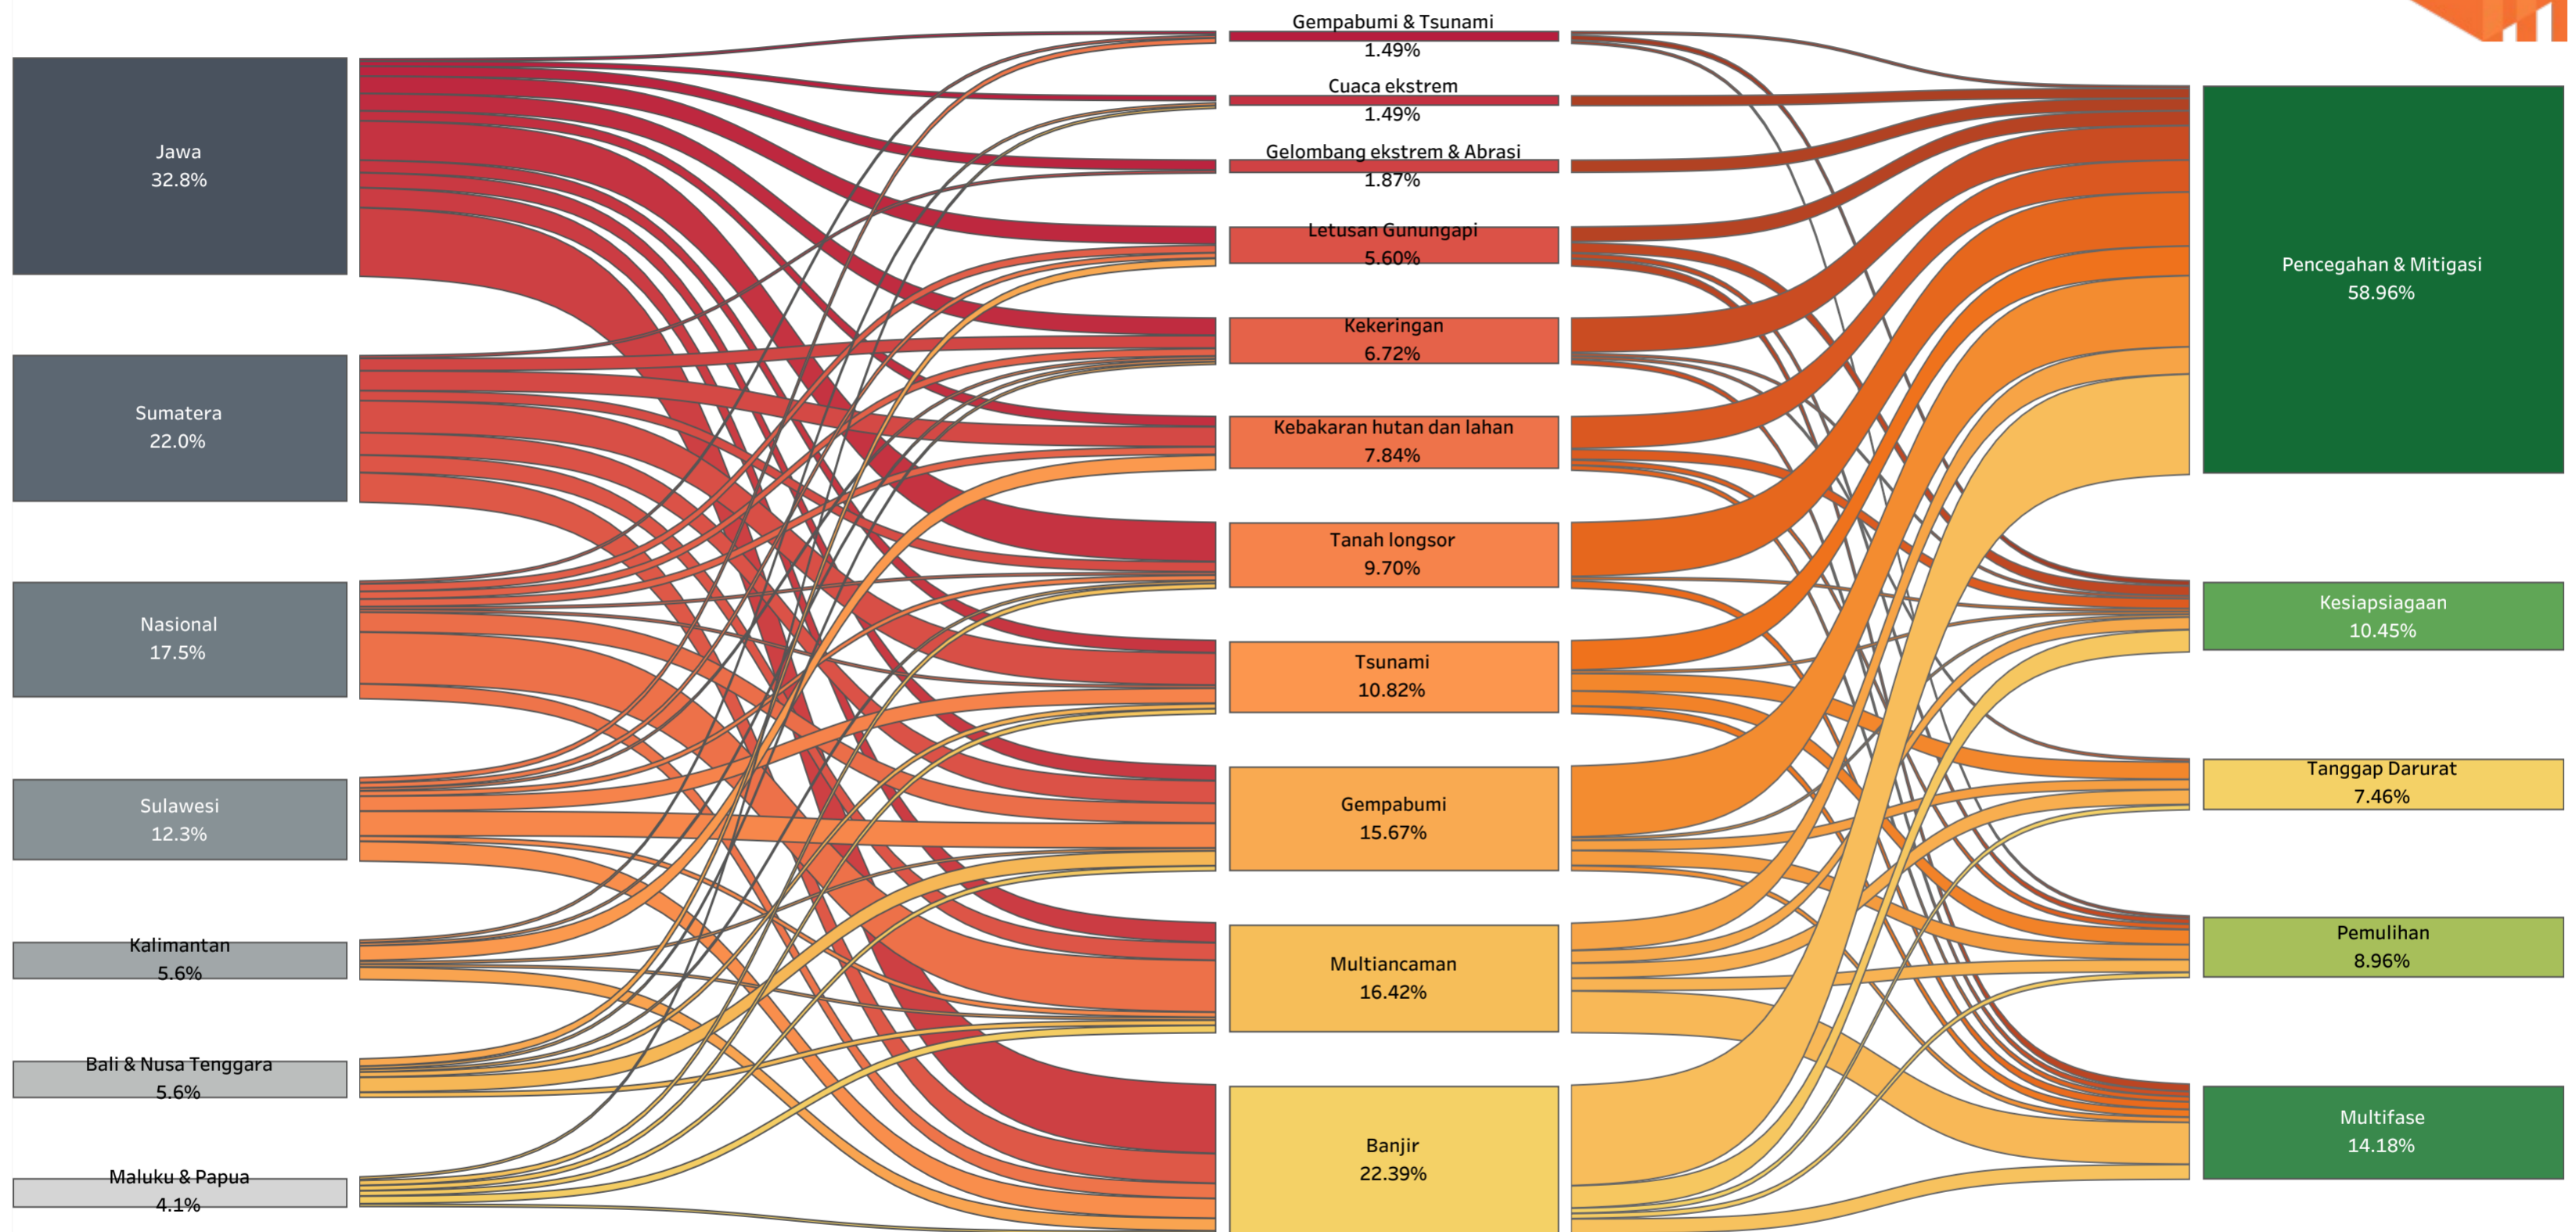 Jawa
32.8%
Sumatera
22.0%
Nasional
17.5%
Sulawesi
12.3%
Kalimantan
5.6%
Bali & Nusa Tenggara
5.6%
Maluku & Papua
4.1%
Gempabumi & Tsunami
1.49%
Cuaca ekstrem
1.49%
Gelombang ekstrem & Abrasi
1.87%
Letusan Gunungapi
5.60%
Kekeringan
6.72%
Kebakaran hutan dan lahan
7.84%
Tanah longsor
9.70%
Tsunami
10.82%
Gempabumi
15.67%
Multiancaman
16.42%
Banjir
22.39%
Pencegahan & Mitigasi
58.96%
Kesiapsiagaan
10.45%
Tanggap Darurat
7.46%
Pemulihan
8.96%
Multifase
14.18%